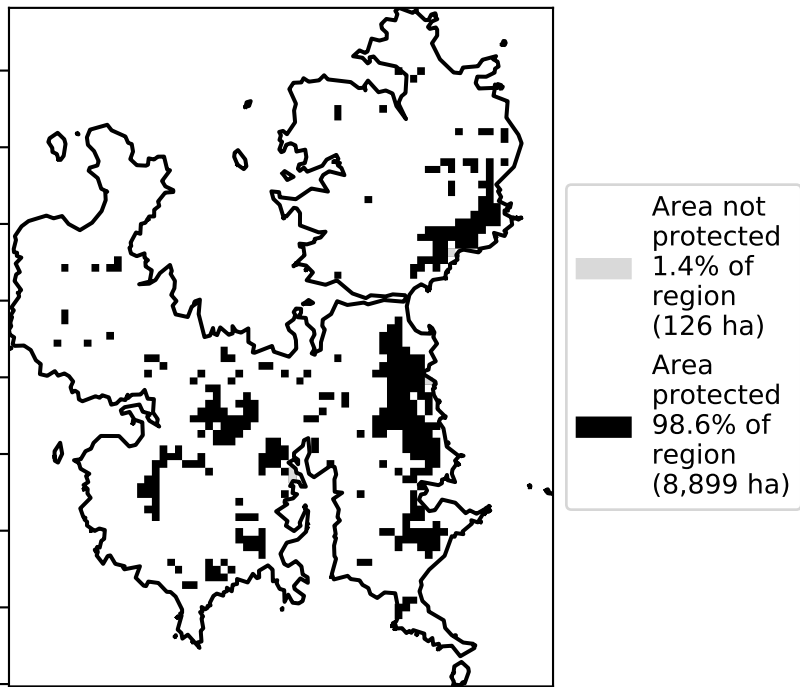 Area not
protected
1.4% of
region
(126 ha)
Area
protected
98.6% of
region
(8,899 ha)